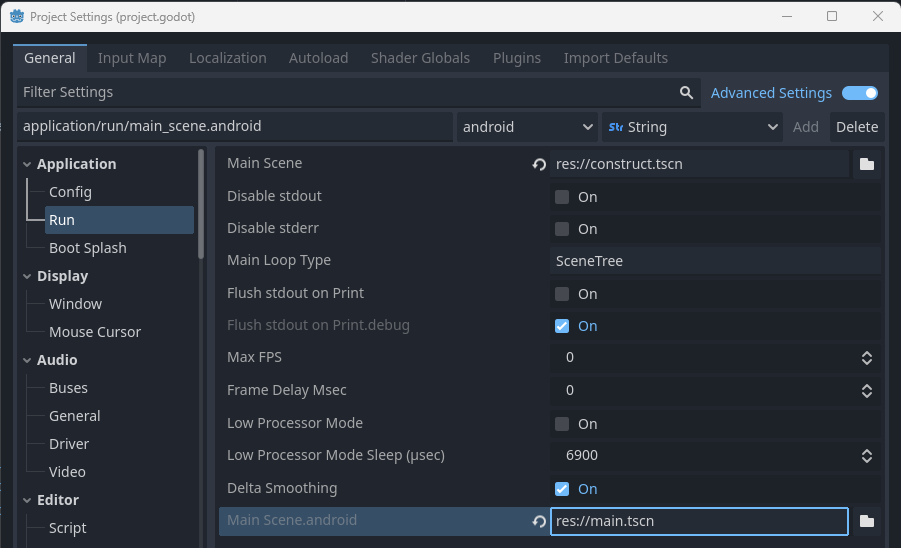 Project Settings (project.godot)
General Input Map Localization Autoload Shader Globals Plugins Import Defaults
Filter Settings Advanced Settings
application/run/main_scene.android android Str String Add Delete
Application
Config
Run
Boot Splash
Display
Window
Mouse Cursor
Audio
Buses
General
Driver
Video
Editor
Script
Main Scene res://construct.tscn
Disable stdout On
Disable stderr On
Main Loop Type SceneTree
Flush stdout on Print On
Flush stdout on Print.debug On
Max FPS 0
Frame Delay Msec 0
Low Processor Mode On
Low Processor Mode Sleep (μsec) 6900
Delta Smoothing On
Main Scene.android res://main.tscn